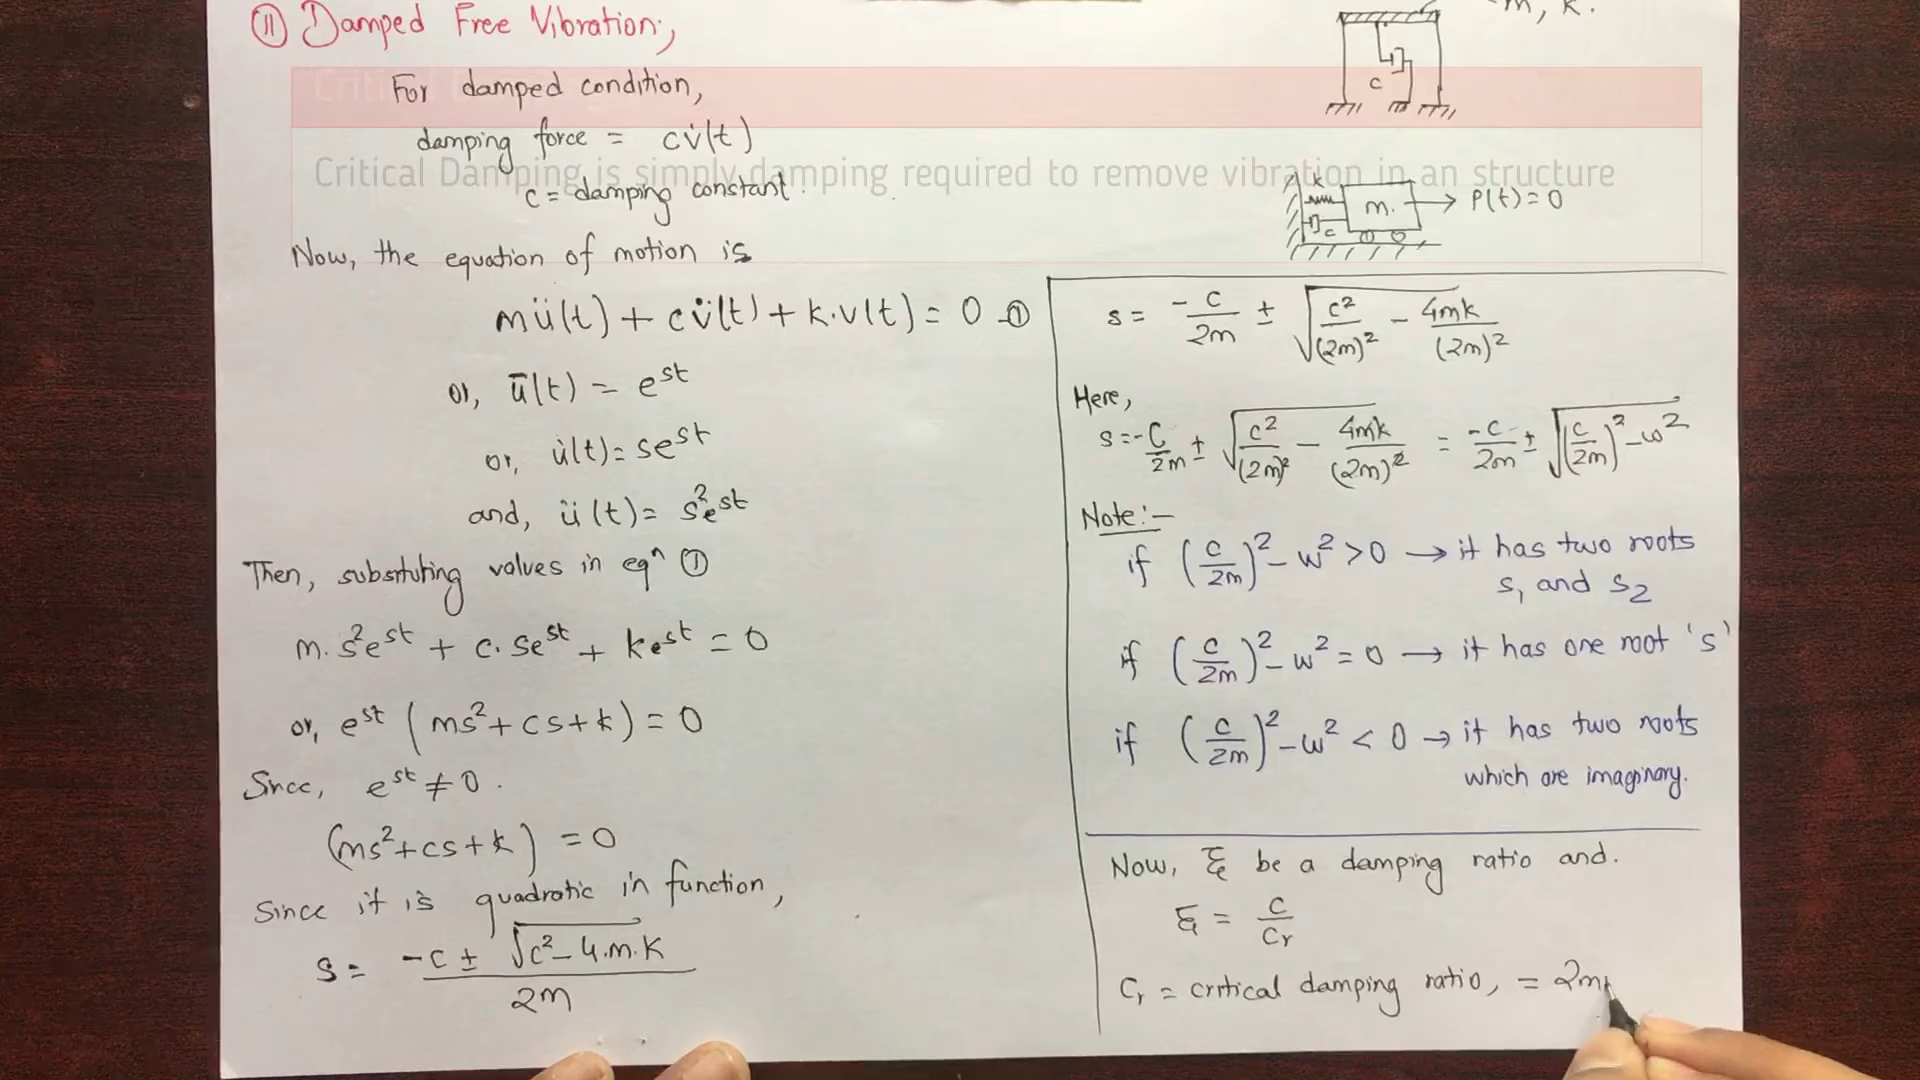 II Damped Free Vibration;
m, k.
For damped condition,
damping force = cv̇(t)
c = damping constant.
Critical Damping is simply damping required to remove vibration in an structure
c
k
c
m.
P(t)=0
Now, the equation of motion is
mü(t) + cv̇(t) + k.v(t) = 0 - ①
or, ū(t) = e^st
or, u̇(t) = se^st
and, ü(t) = s²e^st
Then, substituting values in eqⁿ ①
m.s²e^st + c.se^st + ke^st = 0
or, e^st (ms² + cs + k) = 0
Since, e^st ≠ 0.
(ms²+cs+k) = 0
Since it is quadratic in function,
s = (-c ± √(c² - 4.m.k)) / 2m
s = -c/2m ± √(c²/(2m)² - 4mk/(2m)²)
Here,
s = -c/2m ± √(c²/(2m)² - 4mk/(2m)²) = -c/2m ± √((c/2m)² - w²)
Note:-
if (c/2m)² - w² > 0 → it has two roots
s₁ and s₂
if (c/2m)² - w² = 0 → it has one root 's'
if (c/2m)² - w² < 0 → it has two roots
which are imaginary.
Now, ξ be a damping ratio and.
ξ = c/Cr
Cr = critical damping ratio, = 2m